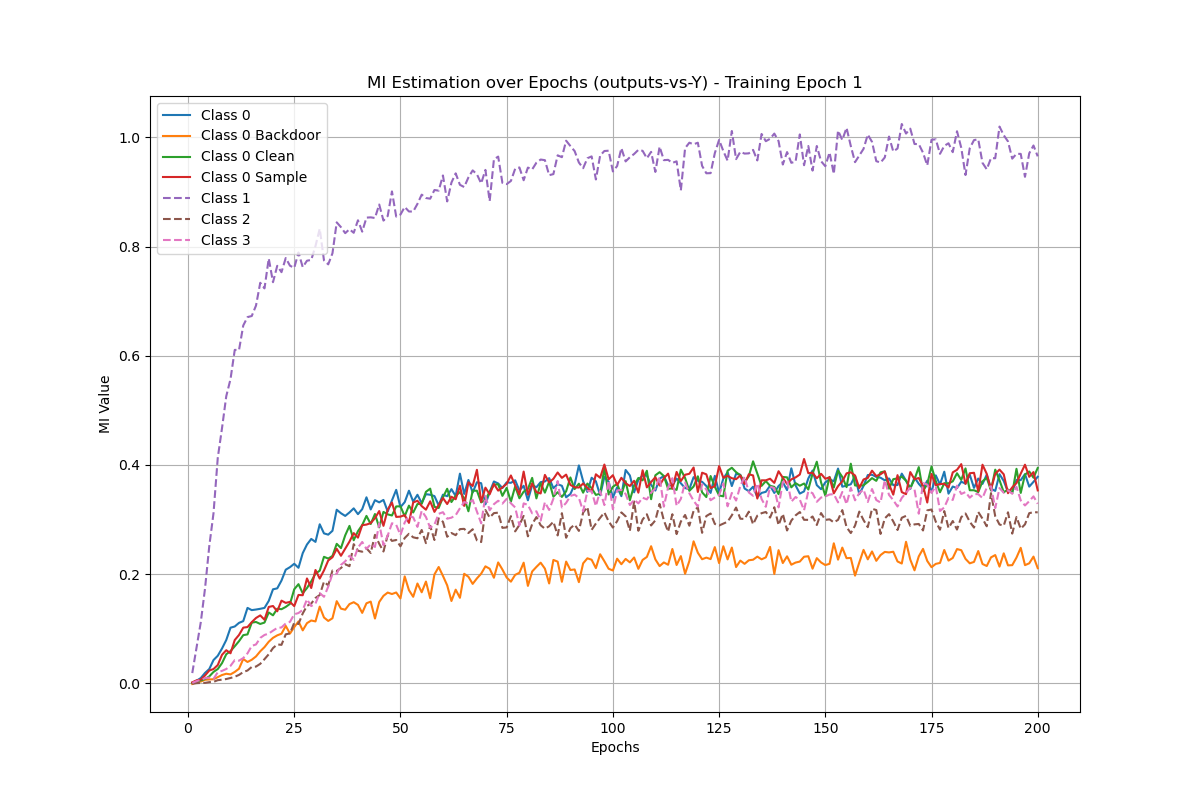 MI Estimation over Epochs (outputs-vs-Y) - Training Epoch 1
Class 0
Class 0 Backdoor
Class 0 Clean
Class 0 Sample
Class 1
Class 2
Class 3
MI Value
1.0
0.8
0.6
0.4
0.2
0.0
0 25 50 75 100 125 150 175 200
Epochs